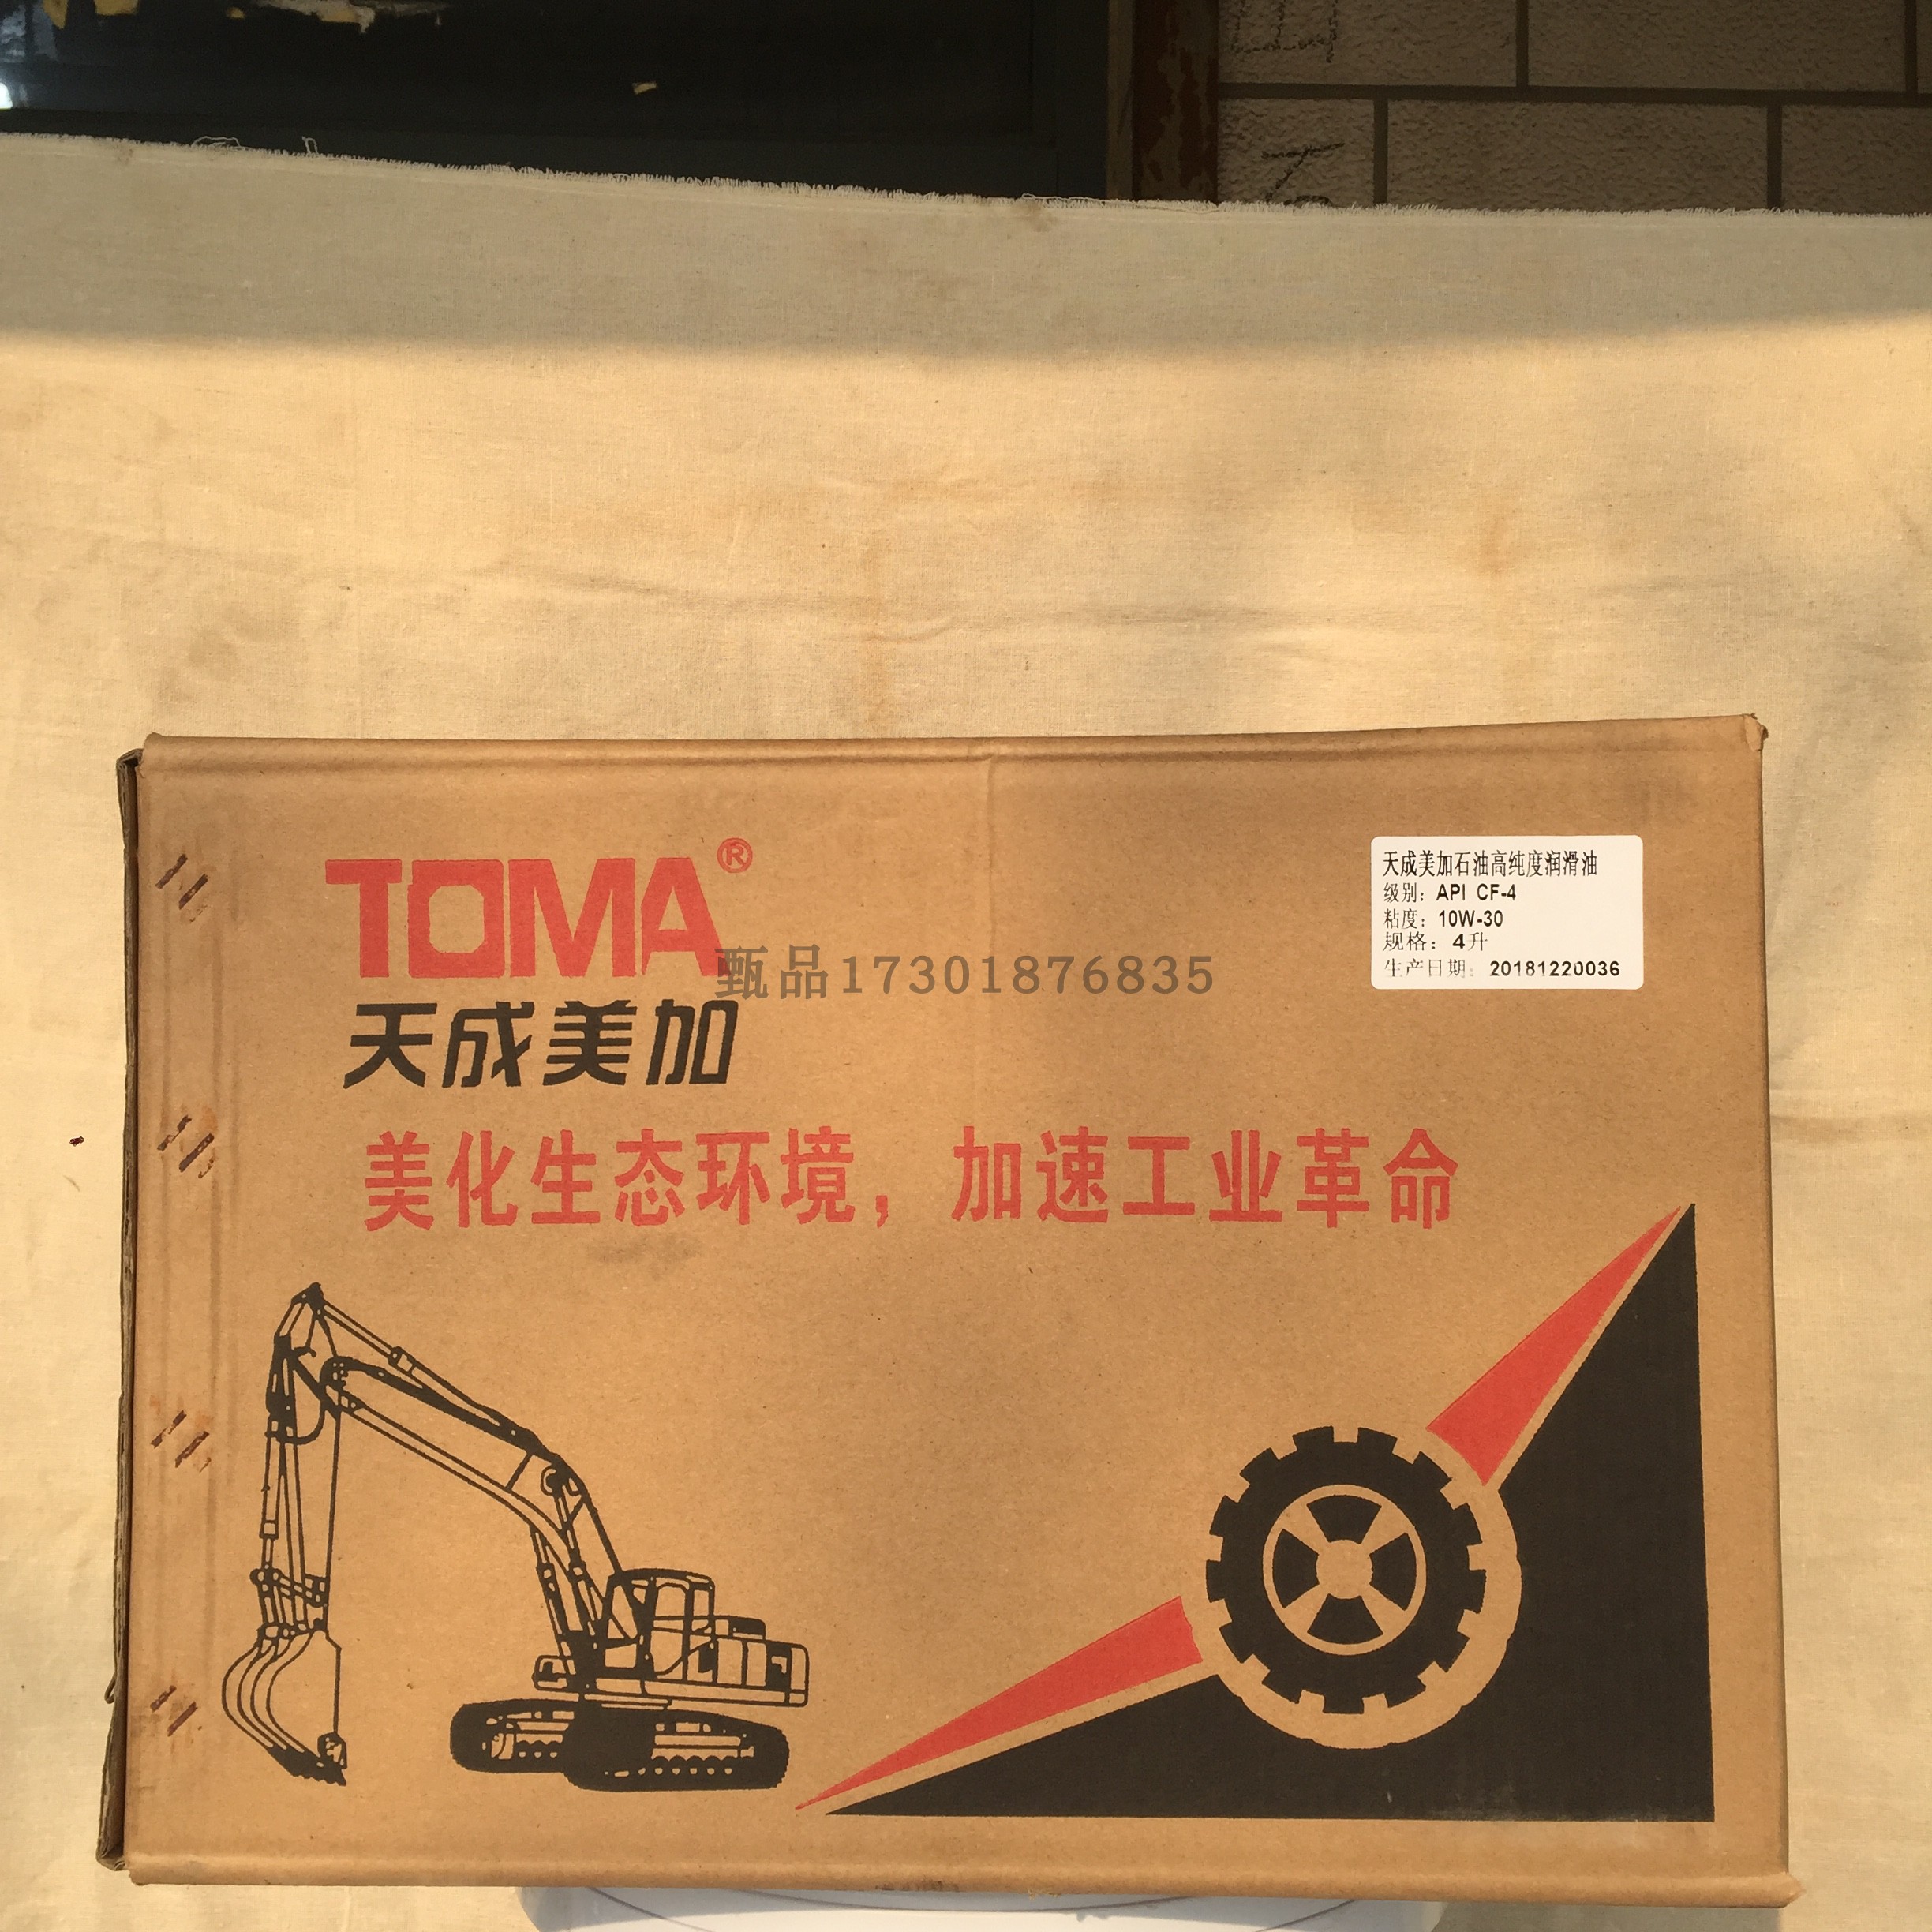 TOMA®
天成美加
美化生态环境，加速工业革命
天成美加石油高纯度润滑油
级别：API CF-4
粘度：10W-30
规格：4升
生产日期：20181220036
甄品17301876835